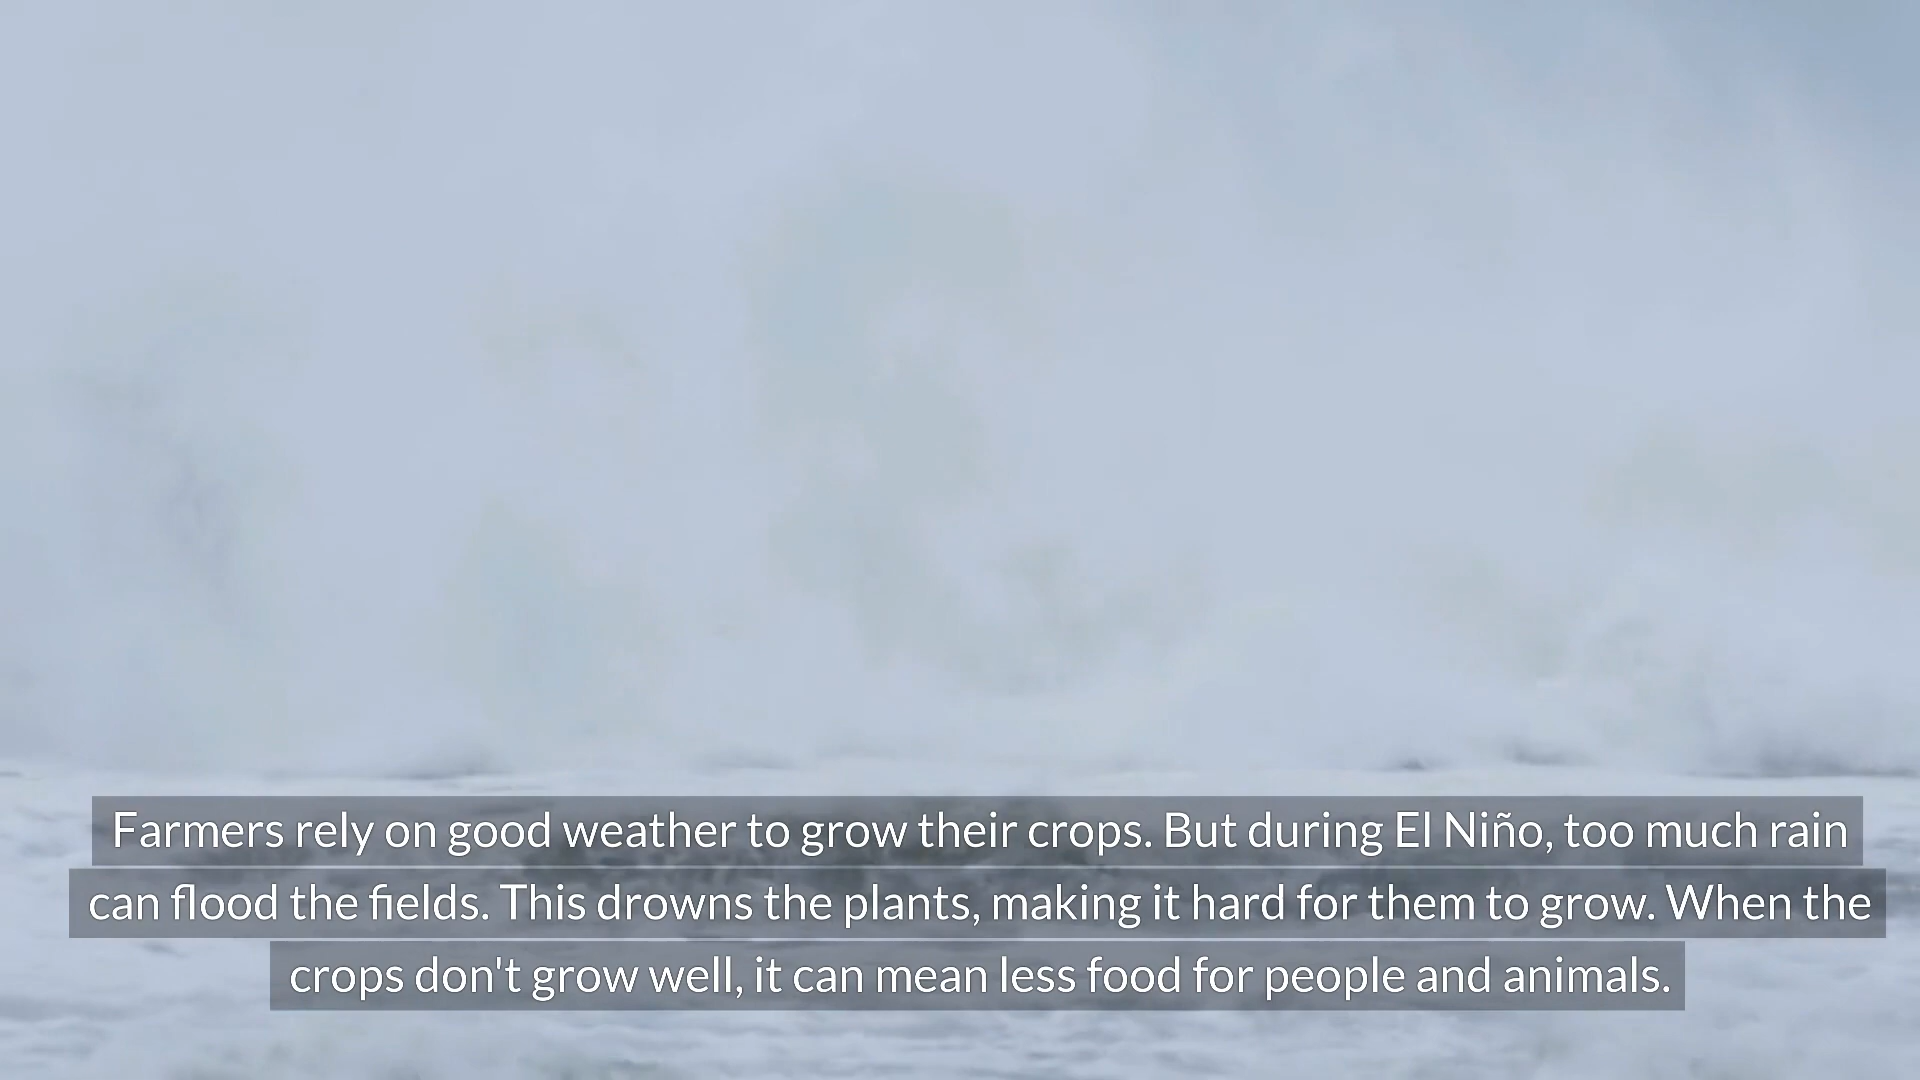 Farmers rely on good weather to grow their crops. But during El Niño, too much rain
can flood the fields. This drowns the plants, making it hard for them to grow. When the
crops don't grow well, it can mean less food for people and animals.